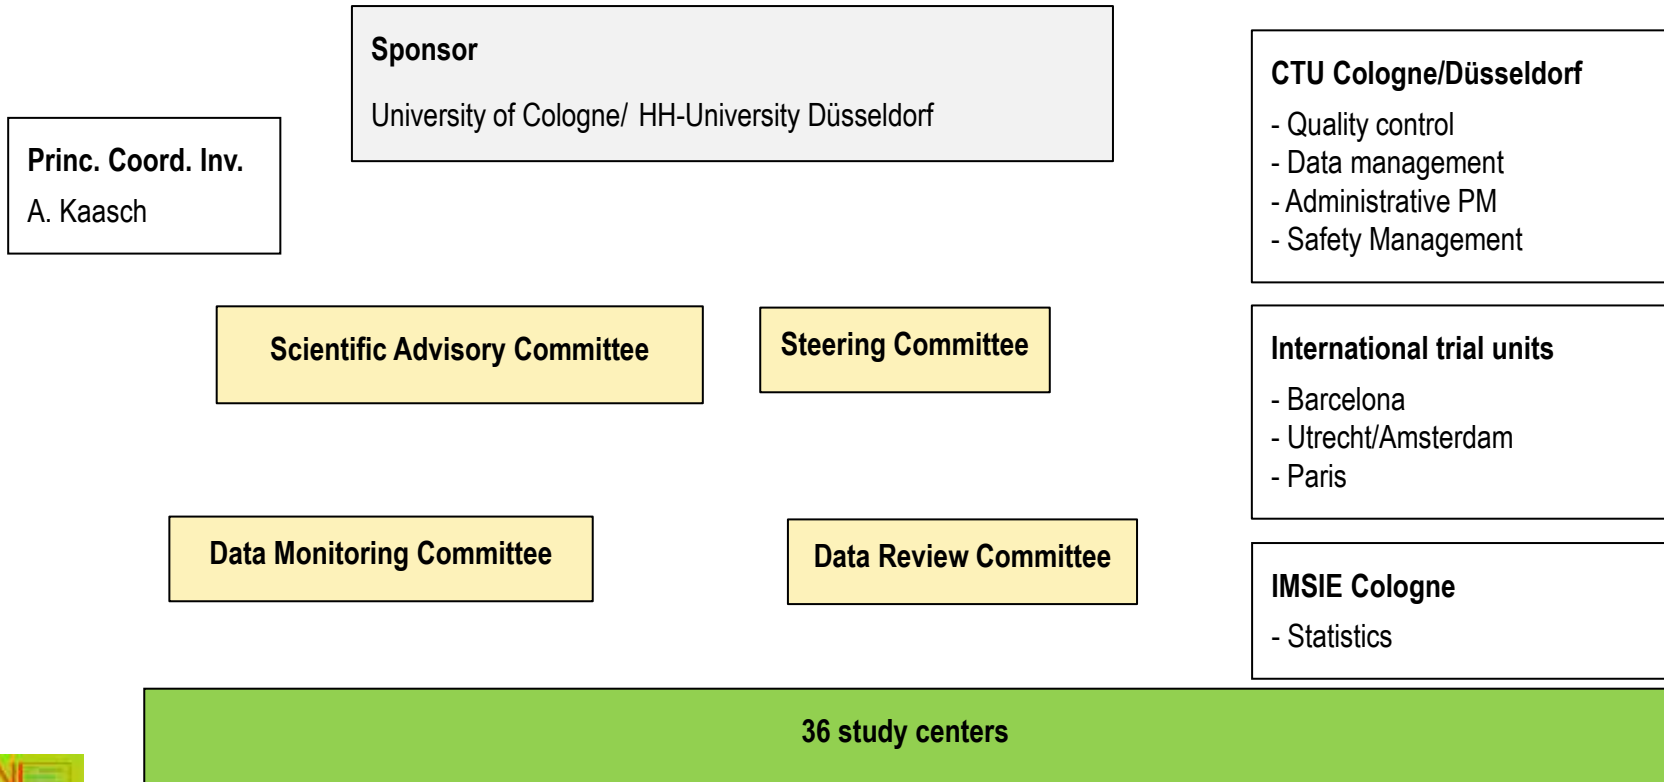 Sponsor
University of Cologne/ HH-University Düsseldorf
Princ. Coord. Inv.
A. Kaasch
CTU Cologne/Düsseldorf
- Quality control
- Data management
- Administrative PM
- Safety Management
Scientific Advisory Committee
Steering Committee
International trial units
- Barcelona
- Utrecht/Amsterdam
- Paris
Data Monitoring Committee
Data Review Committee
IMSIE Cologne
- Statistics
36 study centers